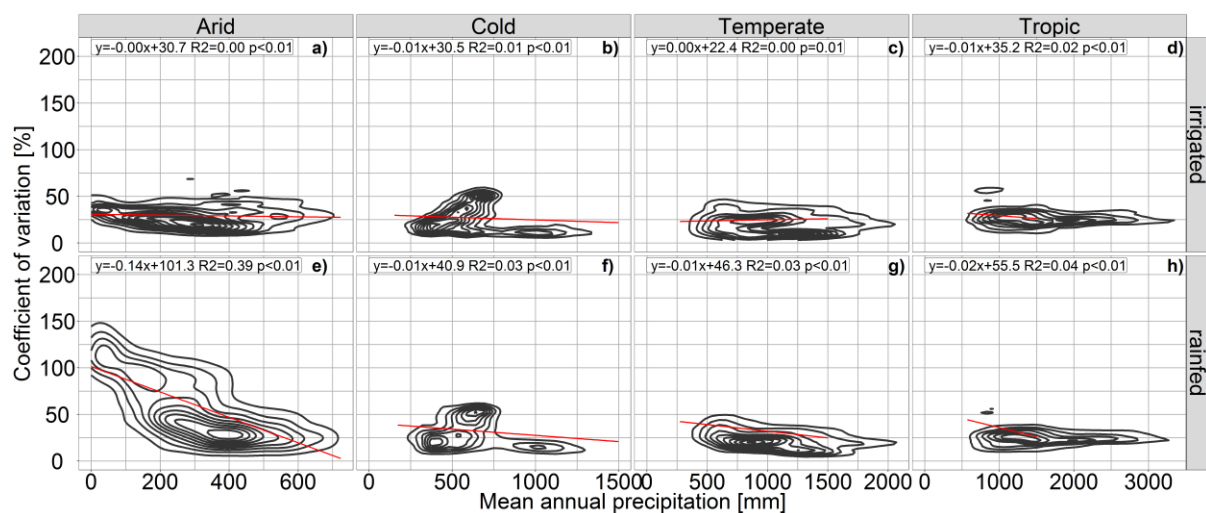 Arid
Cold
Temperate
Tropic
y=-0.00x+30.7 R2=0.00 p<0.01
a)
y=-0.01x+30.5 R2=0.01 p<0.01
b)
y=0.00x+22.4 R2=0.00 p=0.01
c)
y=-0.01x+35.2 R2=0.02 p<0.01
d)
irrigated
200
150
100
50
0
y=-0.14x+101.3 R2=0.39 p<0.01
e)
y=-0.01x+40.9 R2=0.03 p<0.01
f)
y=-0.01x+46.3 R2=0.03 p<0.01
g)
y=-0.02x+55.5 R2=0.04 p<0.01
h)
rainfed
200
150
100
50
0
Coefficient of variation [%]
0 200 400 600
0 500 1000 1500
0 500 1000 1500 2000
0 1000 2000 3000
Mean annual precipitation [mm]